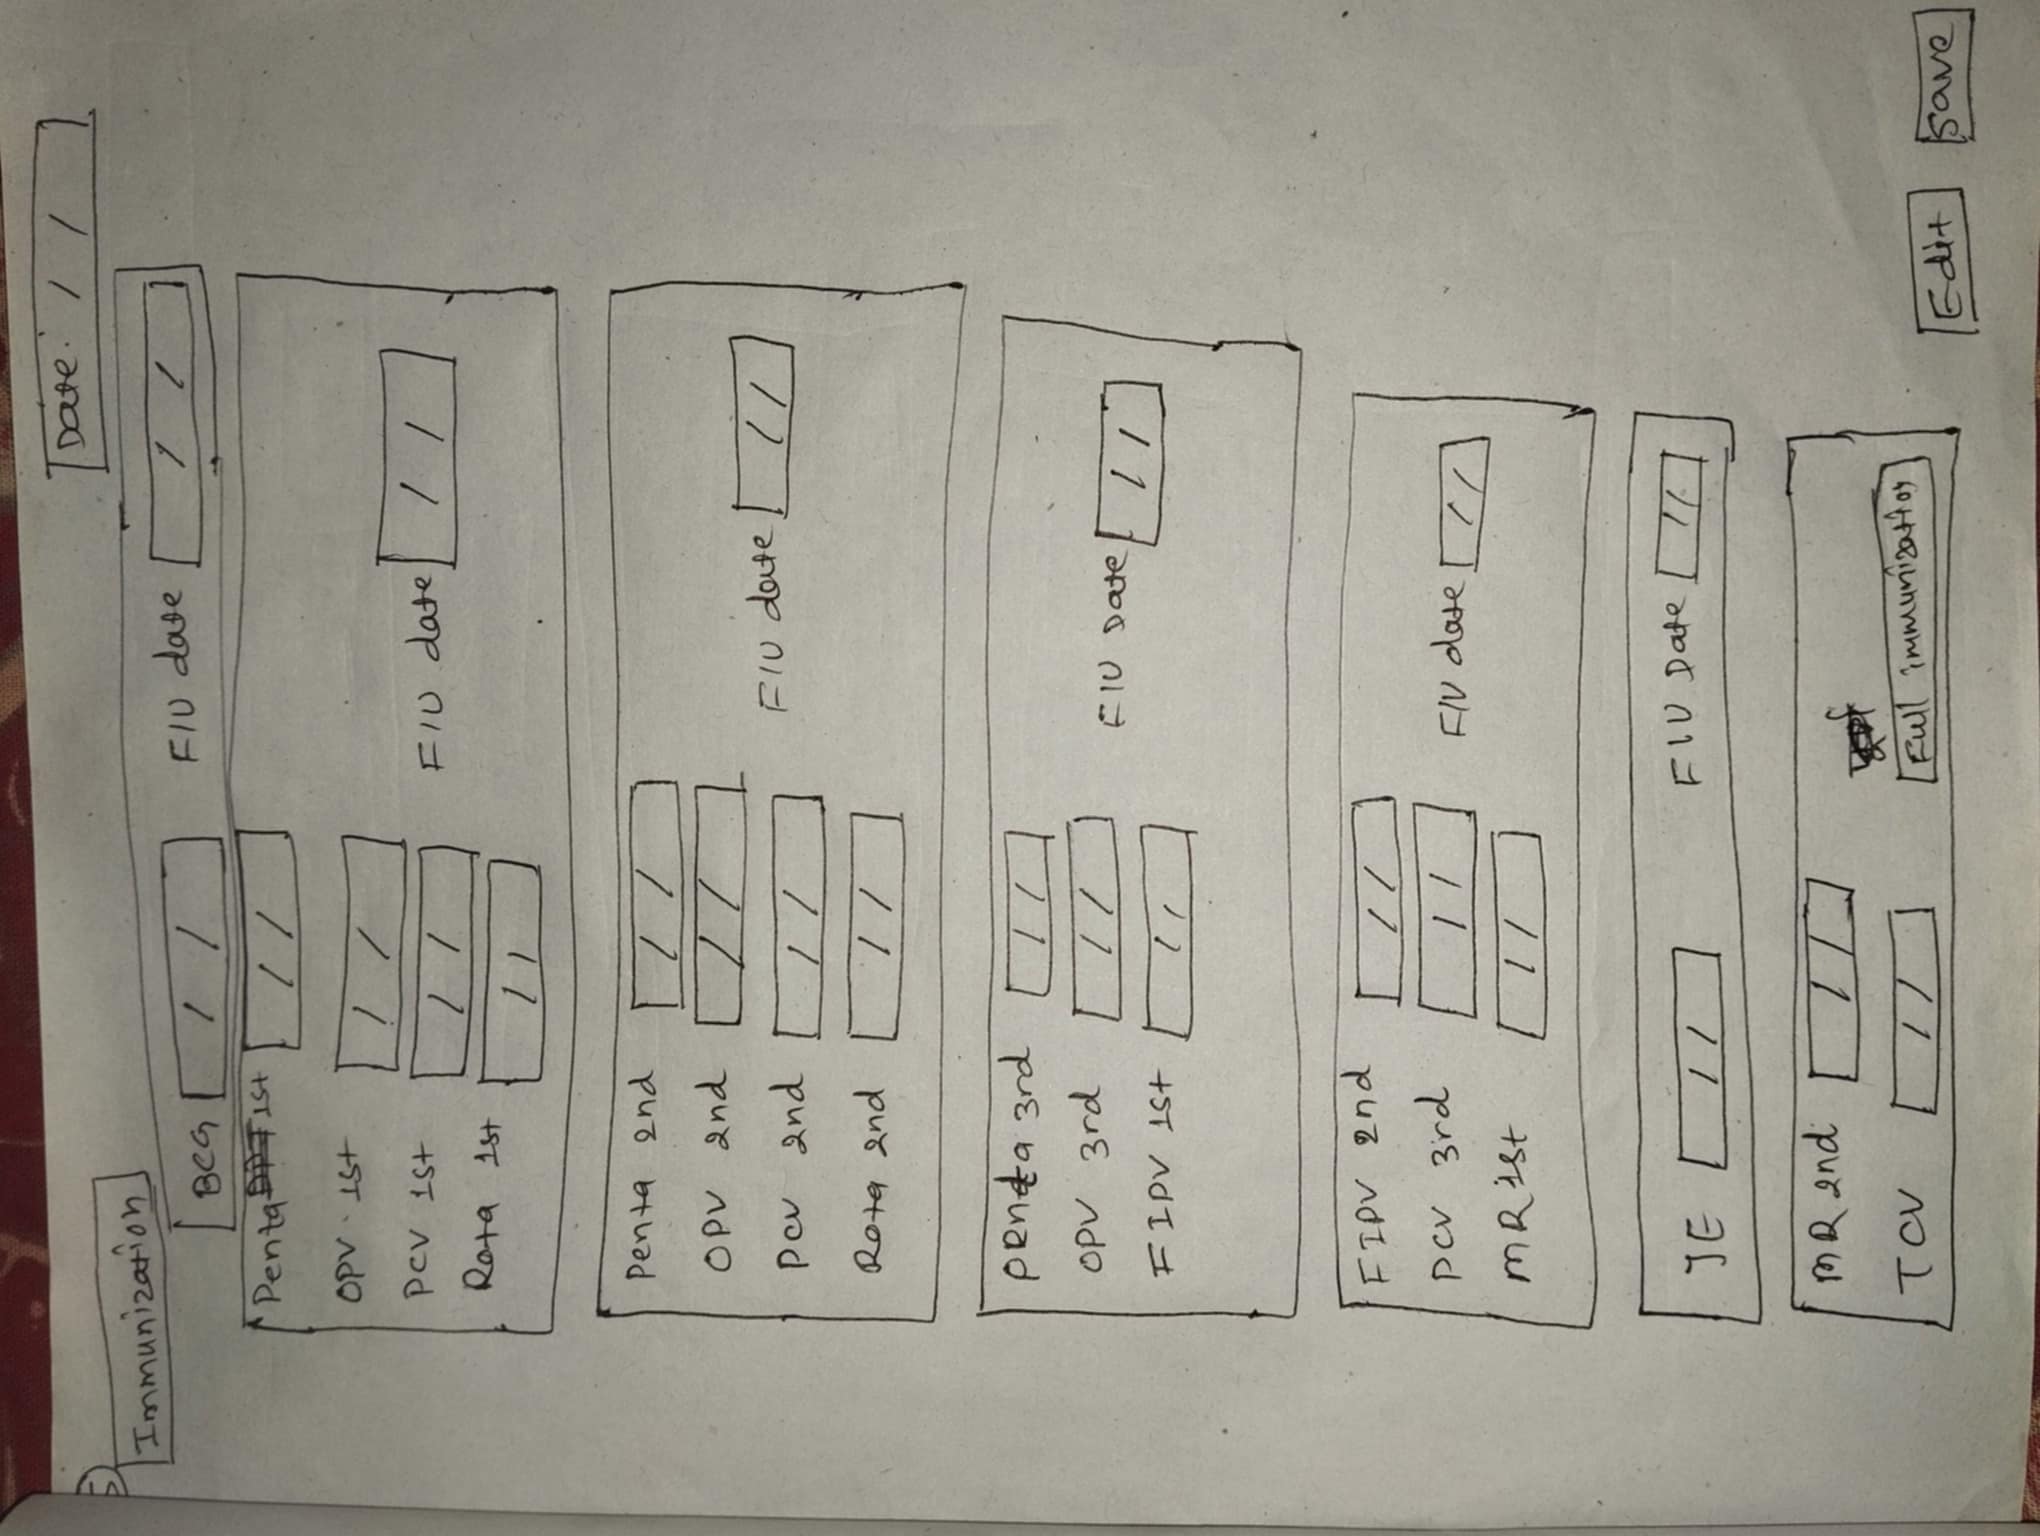 Date: / /
5
Immunization
BCG / / F/U date / /
Penta 1st / /
OPV 1st / /
PCV 1st / / F/U date / /
Rota 1st / /
Penta 2nd / /
OPV 2nd / /
PCV 2nd / / F/U date / /
Rota 2nd / /
Penta 3rd / /
OPV 3rd / / F/U Date / /
FIPV 1st / /
FIPV 2nd / /
PCV 3rd / / F/U date / /
MR 1st / /
JE / / F/U Date / /
MR 2nd / /
TCV / / Full immunization
Edit Save